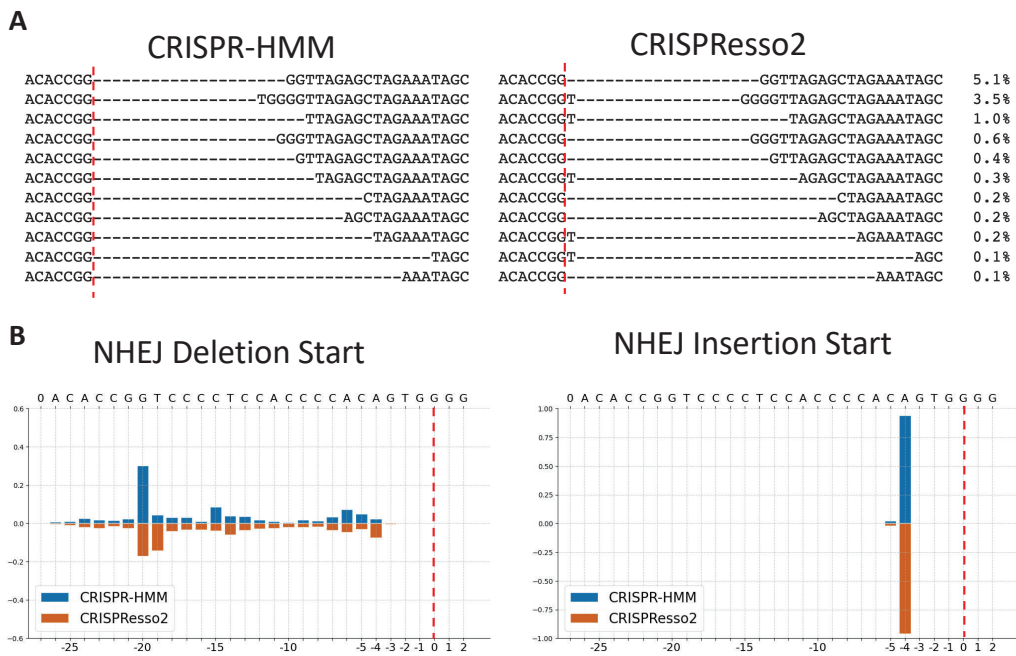 A
CRISPR-HMM
CRISPResso2
ACACCGG--------------------GGTTAGAGCTAGAAATAGC ACACCGG--------------------GGTTAGAGCTAGAAATAGC 5.1%
ACACCGG-----------------TGGGGTTAGAGCTAGAAATAGC ACACCGGT-----------------GGGGTTAGAGCTAGAAATAGC 3.5%
ACACCGG----------------------TTAGAGCTAGAAATAGC ACACCGGT----------------------TAGAGCTAGAAATAGC 1.0%
ACACCGG-------------------GGGTTAGAGCTAGAAATAGC ACACCGG-------------------GGGTTAGAGCTAGAAATAGC 0.6%
ACACCGG---------------------GTTAGAGCTAGAAATAGC ACACCGG---------------------GTTAGAGCTAGAAATAGC 0.4%
ACACCGG-----------------------TAGAGCTAGAAATAGC ACACCGGT-----------------------AGAGCTAGAAATAGC 0.3%
ACACCGG----------------------------CTAGAAATAGC ACACCGG----------------------------CTAGAAATAGC 0.2%
ACACCGG--------------------------AGCTAGAAATAGC ACACCGG--------------------------AGCTAGAAATAGC 0.2%
ACACCGG-----------------------------TAGAAATAGC ACACCGGT-----------------------------AGAAATAGC 0.2%
ACACCGG-----------------------------------TAGC ACACCGGT-----------------------------------AGC 0.1%
ACACCGG--------------------------------AAATAGC ACACCGG--------------------------------AAATAGC 0.1%
B
NHEJ Deletion Start
0 A C A C C G G T C C C C T C C A C C C C A C A G T G G G G
0.6
0.4
0.2
0.0
−0.2
−0.4
−0.6
CRISPR-HMM
CRISPResso2
-25 -20 -15 -10 -5 -4 -3 -2 -1 0 1 2
NHEJ Insertion Start
0 A C A C C G G T C C C C T C C A C C C C A C A G T G G G G
1.00
0.75
0.50
0.25
0.00
−0.25
−0.50
−0.75
−1.00
CRISPR-HMM
CRISPResso2
-25 -20 -15 -10 -5 -4 -3 -2 -1 0 1 2